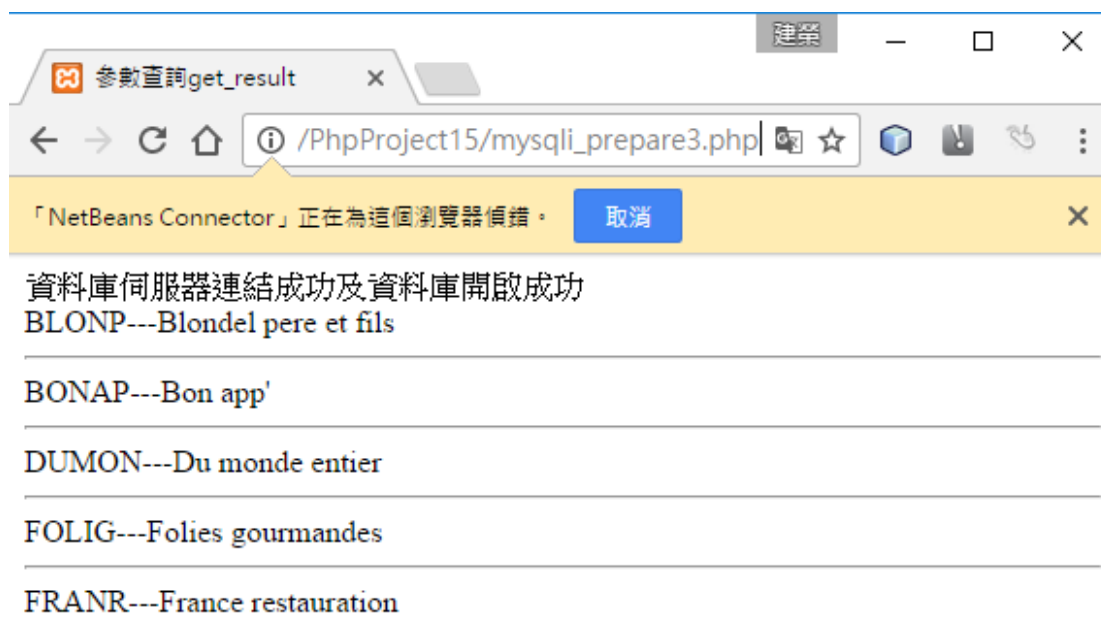 建榮
參數查詢get_result
/PhpProject15/mysqli_prepare3.php
「NetBeans Connector」正在為這個瀏覽器偵錯。 取消
資料庫伺服器連結成功及資料庫開啟成功
BLONP---Blondel pere et fils
BONAP---Bon app'
DUMON---Du monde entier
FOLIG---Folies gourmandes
FRANR---France restauration